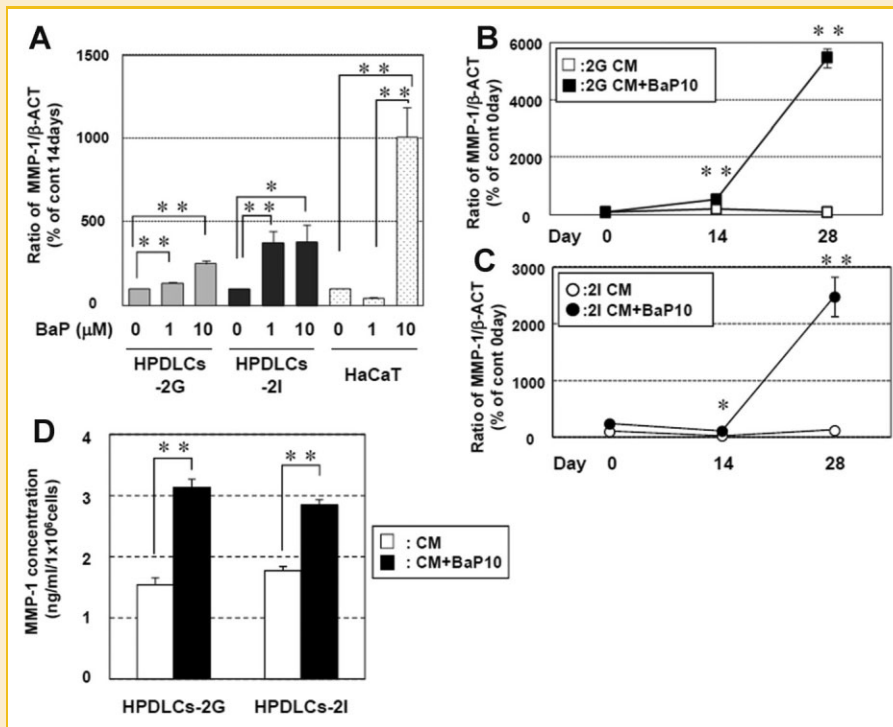 A
Ratio of MMP-1/β-ACT
(% of cont 14days)
1500
1000
500
0
* *
* *
* *
* *
*
* *
BaP (μM) 0 1 10 0 1 10 0 1 10
HPDLCs
-2G
HPDLCs
-2I
HaCaT
B
Ratio of MMP-1/β-ACT
(% of cont 0day)
6000
4000
2000
0
:2G CM
:2G CM+BaP10
* *
* *
Day 0 14 28
C
Ratio of MMP-1/β-ACT
(% of cont 0day)
3000
2000
1000
0
:2I CM
:2I CM+BaP10
* *
*
Day 0 14 28
D
MMP-1 concentration
(ng/ml/1x10⁶cells)
4
3
2
1
0
* *
* *
: CM
: CM+BaP10
HPDLCs-2G HPDLCs-2I